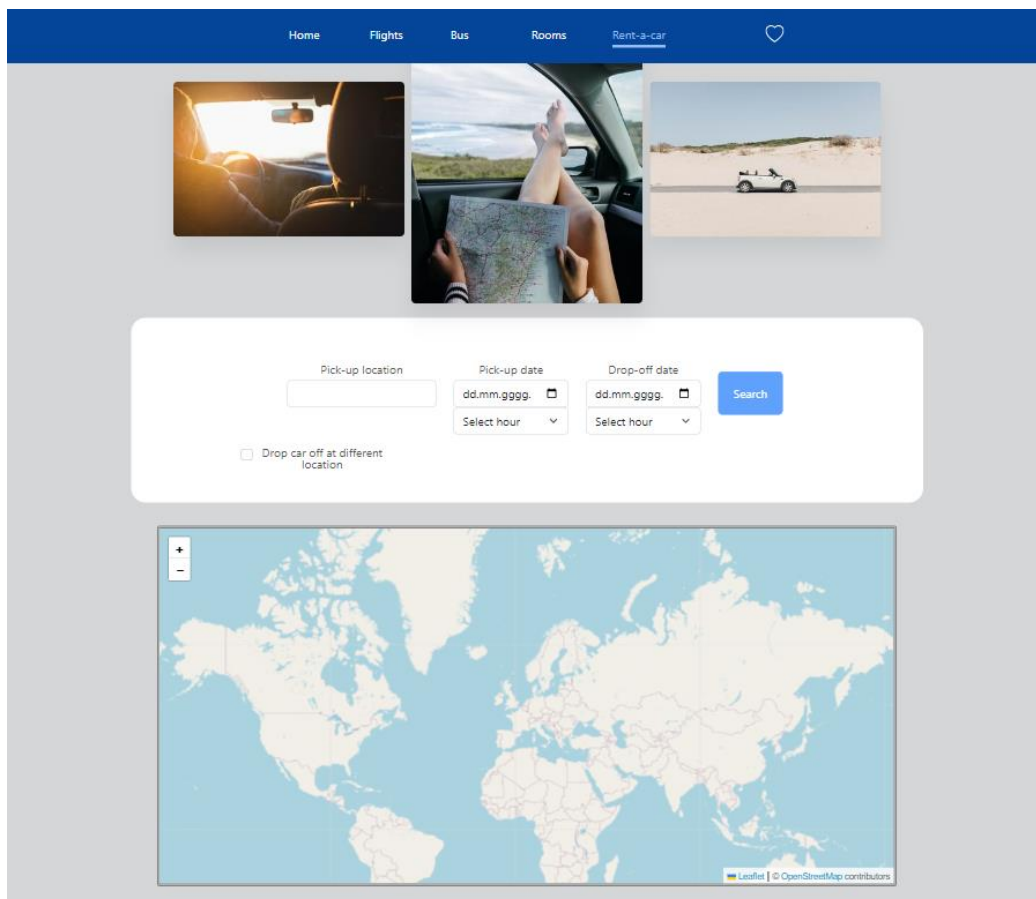 Home Flights Bus Rooms Rent-a-car
Pick-up location Pick-up date Drop-off date
dd.mm.gggg. dd.mm.gggg. Search
Select hour Select hour
Drop car off at different
location
+
−
Leaflet | © OpenStreetMap contributors